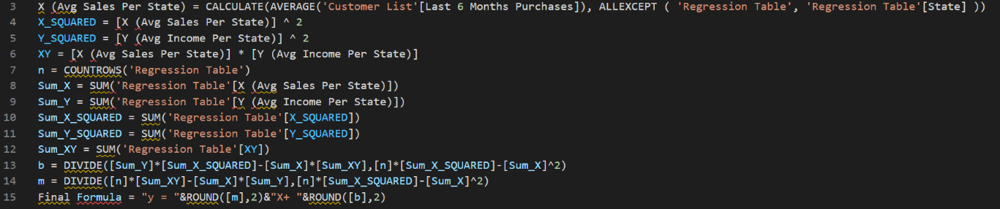 3 X (Avg Sales Per State) = CALCULATE(AVERAGE('Customer List'[Last 6 Months Purchases]), ALLEXCEPT ( 'Regression Table', 'Regression Table'[State] ))
4 X_SQUARED = [X (Avg Sales Per State)] ^ 2
5 Y_SQUARED = [Y (Avg Income Per State)] ^ 2
6 XY = [X (Avg Sales Per State)] * [Y (Avg Income Per State)]
7 n = COUNTROWS('Regression Table')
8 Sum_X = SUM('Regression Table'[X (Avg Sales Per State)])
9 Sum_Y = SUM('Regression Table'[Y (Avg Income Per State)])
10 Sum_X_SQUARED = SUM('Regression Table'[X_SQUARED])
11 Sum_Y_SQUARED = SUM('Regression Table'[Y_SQUARED])
12 Sum_XY = SUM('Regression Table'[XY])
13 b = DIVIDE([Sum_Y]*[Sum_X_SQUARED]-[Sum_X]*[Sum_XY],[n]*[Sum_X_SQUARED]-[Sum_X]^2)
14 m = DIVIDE([n]*[Sum_XY]-[Sum_X]*[Sum_Y],[n]*[Sum_X_SQUARED]-[Sum_X]^2)
15 Final Formula = "y = "&ROUND([m],2)&"X+ "&ROUND([b],2)